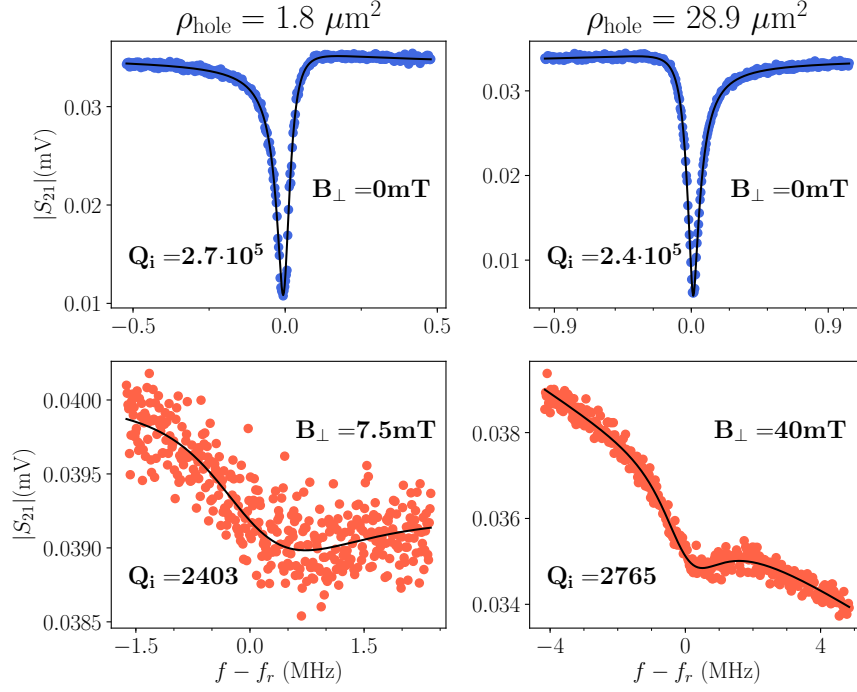 ρhole = 1.8 μm²
ρhole = 28.9 μm²
|S21|(mV)
0.03
0.02
0.01
B⊥ =0mT
Qi =2.7·10⁵
−0.5
0.0
0.5
0.03
0.02
0.01
B⊥ =0mT
Qi =2.4·10⁵
−0.9
0.0
0.9
|S21|(mV)
0.0400
0.0395
0.0390
0.0385
B⊥ =7.5mT
Qi =2403
−1.5
0.0
1.5
f − fr (MHz)
0.038
0.036
0.034
B⊥ =40mT
Qi =2765
−4
0
4
f − fr (MHz)